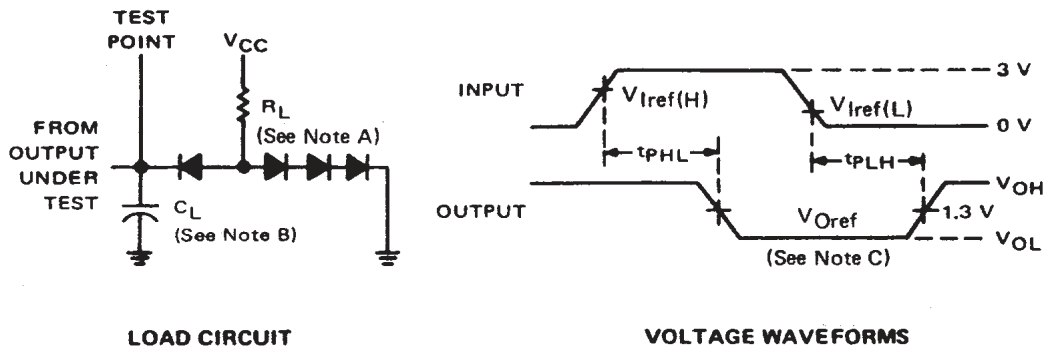 TEST
POINT
VCC
RL
(See Note A)
FROM
OUTPUT
UNDER
TEST
CL
(See Note B)
LOAD CIRCUIT
INPUT
VIref(H)
VIref(L)
3 V
0 V
tPHL
tPLH
OUTPUT
VOref
(See Note C)
VOH
1.3 V
VOL
VOLTAGE WAVEFORMS